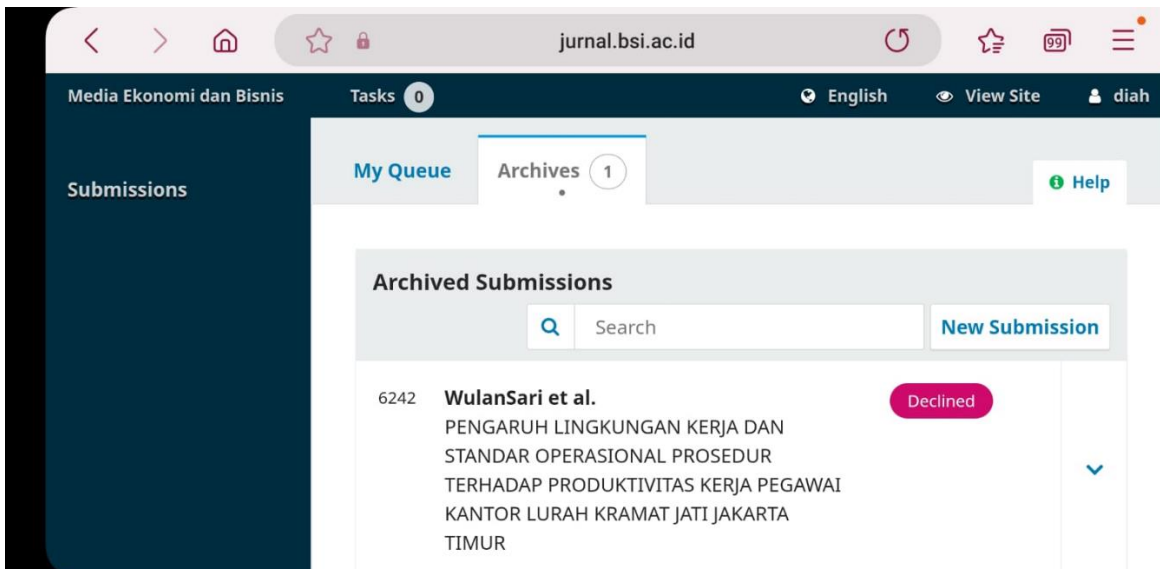 jurnal.bsi.ac.id
99
Media Ekonomi dan Bisnis Tasks 0 English View Site diah
Submissions
My Queue Archives 1
Help
Archived Submissions
Search New Submission
6242 WulanSari et al. Declined
PENGARUH LINGKUNGAN KERJA DAN
STANDAR OPERASIONAL PROSEDUR
TERHADAP PRODUKTIVITAS KERJA PEGAWAI
KANTOR LURAH KRAMAT JATI JAKARTA
TIMUR